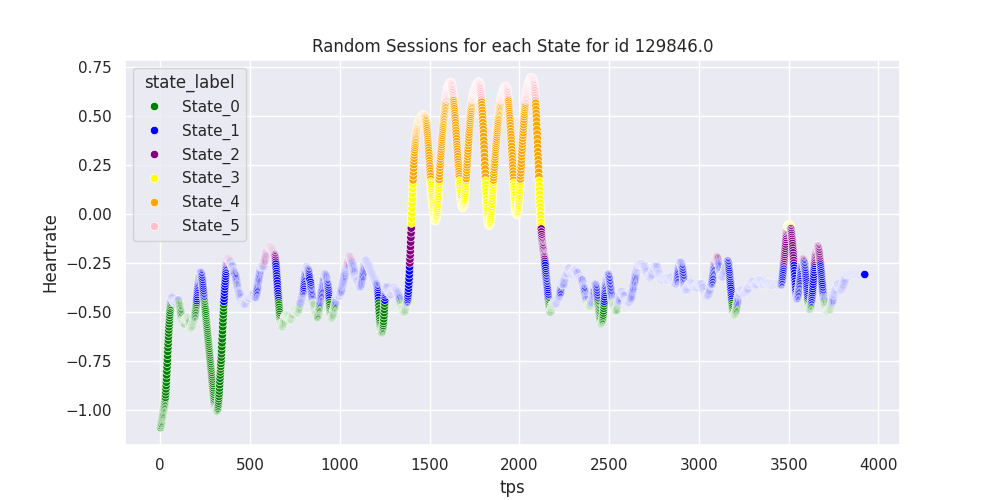 Random Sessions for each State for id 129846.0
state_label
State_0
State_1
State_2
State_3
State_4
State_5
Heartrate
0.75
0.50
0.25
0.00
−0.25
−0.50
−0.75
−1.00
0 500 1000 1500 2000 2500 3000 3500 4000
tps